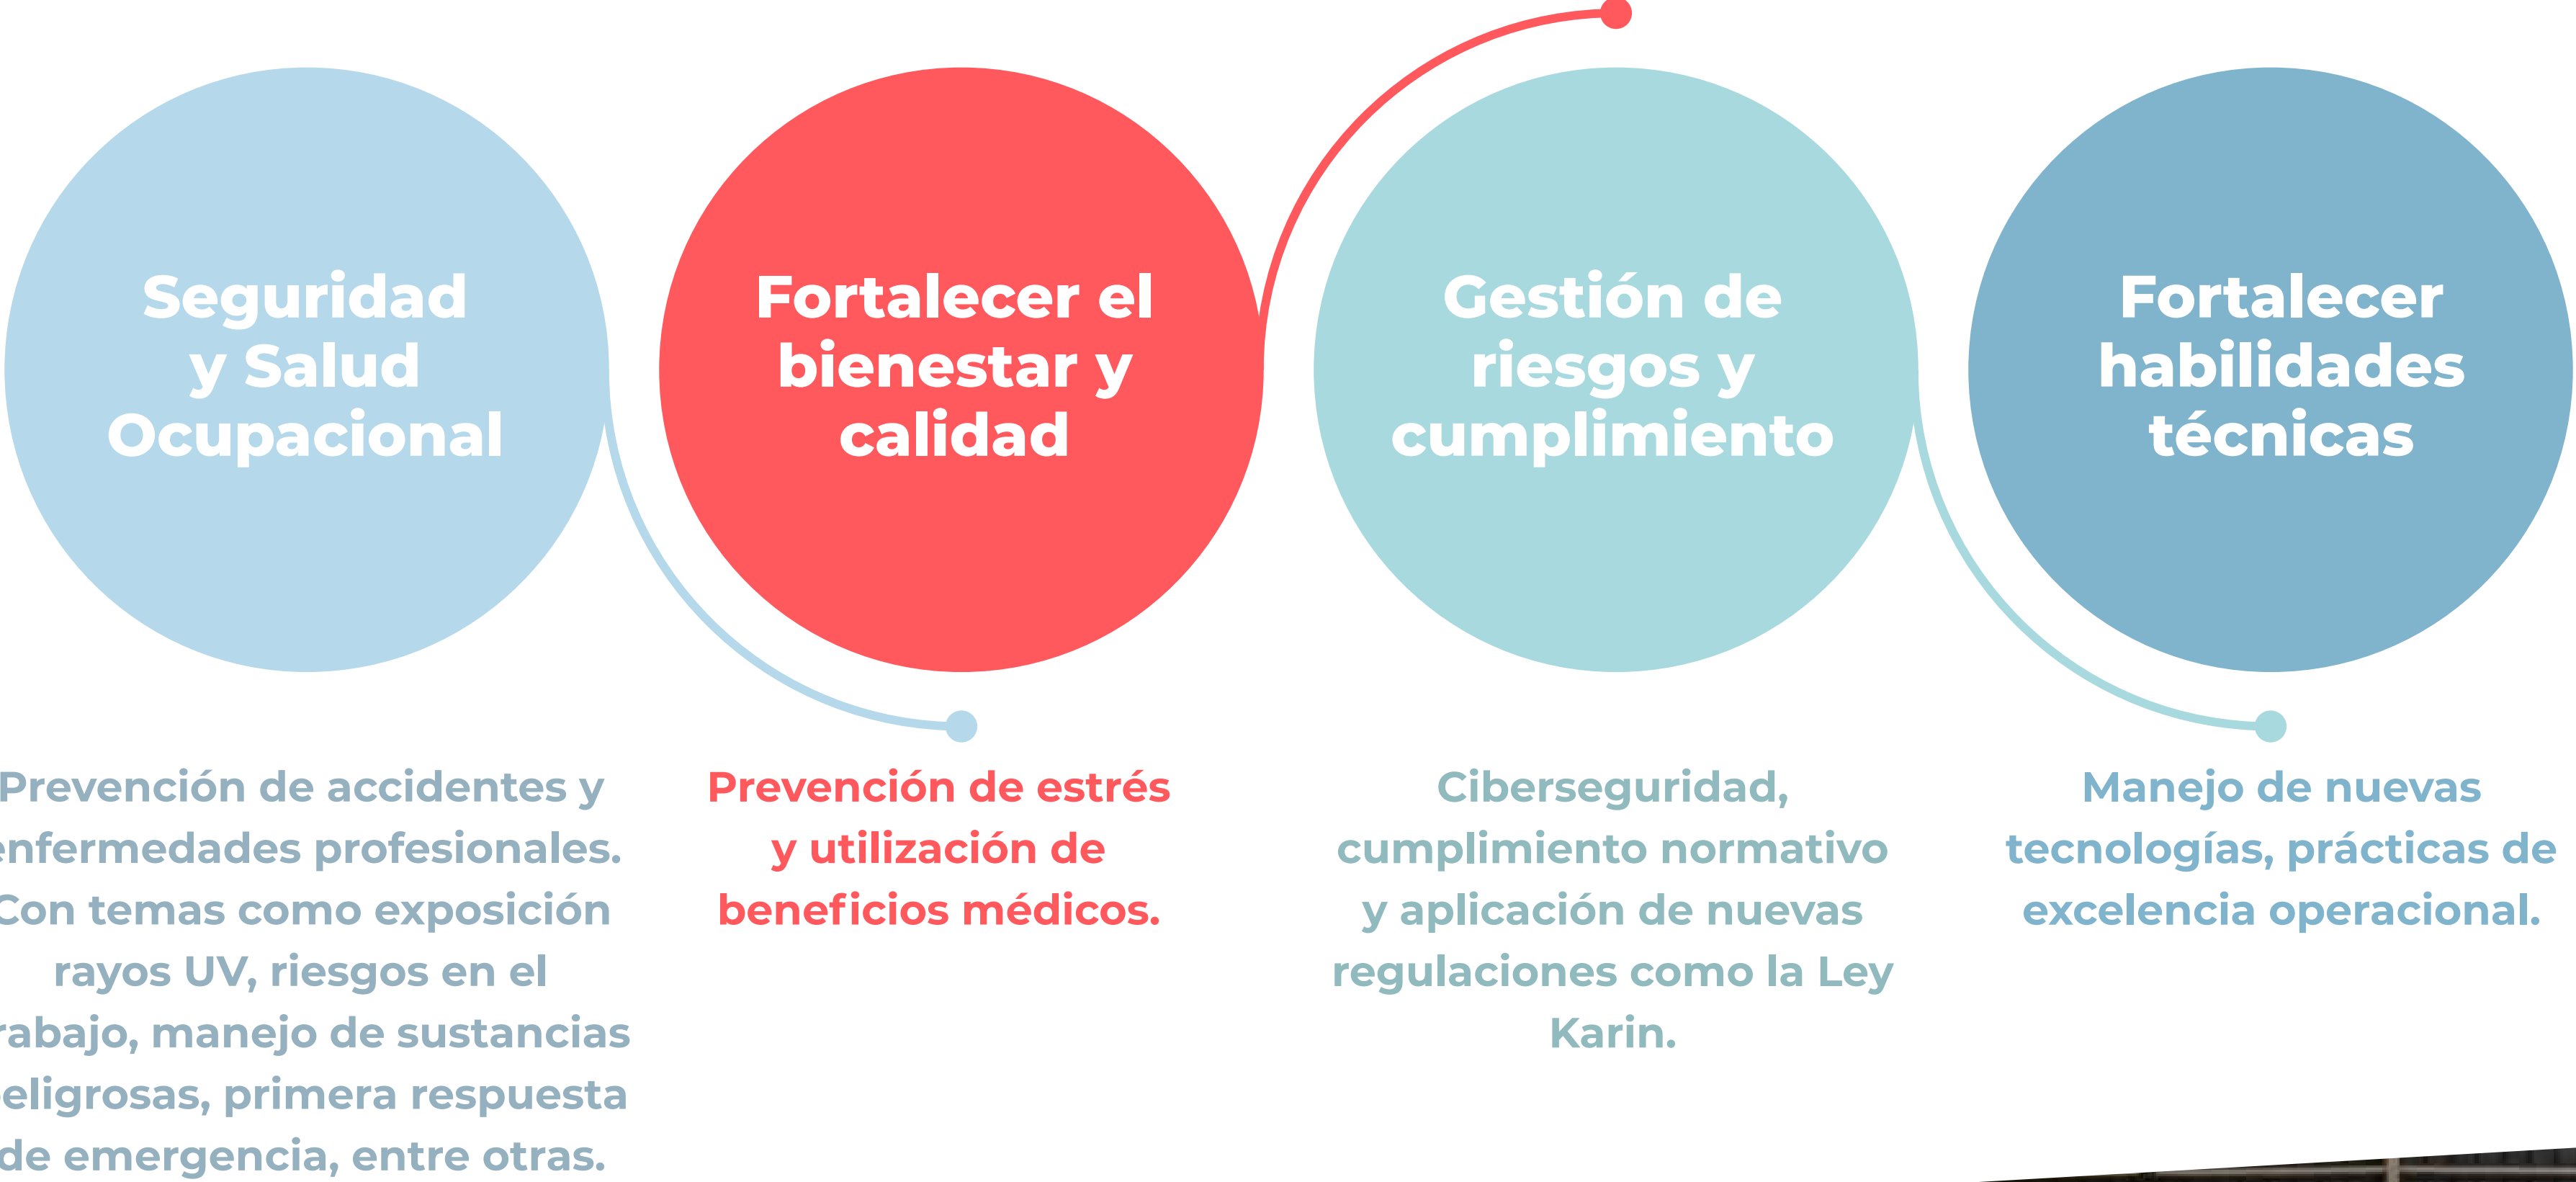 Seguridad
y Salud
Ocupacional
Fortalecer el
bienestar y
calidad
Gestión de
riesgos y
cumplimiento
Fortalecer
habilidades
técnicas
Prevención de accidentes y
enfermedades profesionales.
Con temas como exposición
rayos UV, riesgos en el
rabajo, manejo de sustancias
eligrosas, primera respuesta
de emergencia, entre otras.
Prevención de estrés
y utilización de
beneficios médicos.
Ciberseguridad,
cumplimiento normativo
y aplicación de nuevas
regulaciones como la Ley
Karin.
Manejo de nuevas
tecnologías, prácticas de
excelencia operacional.